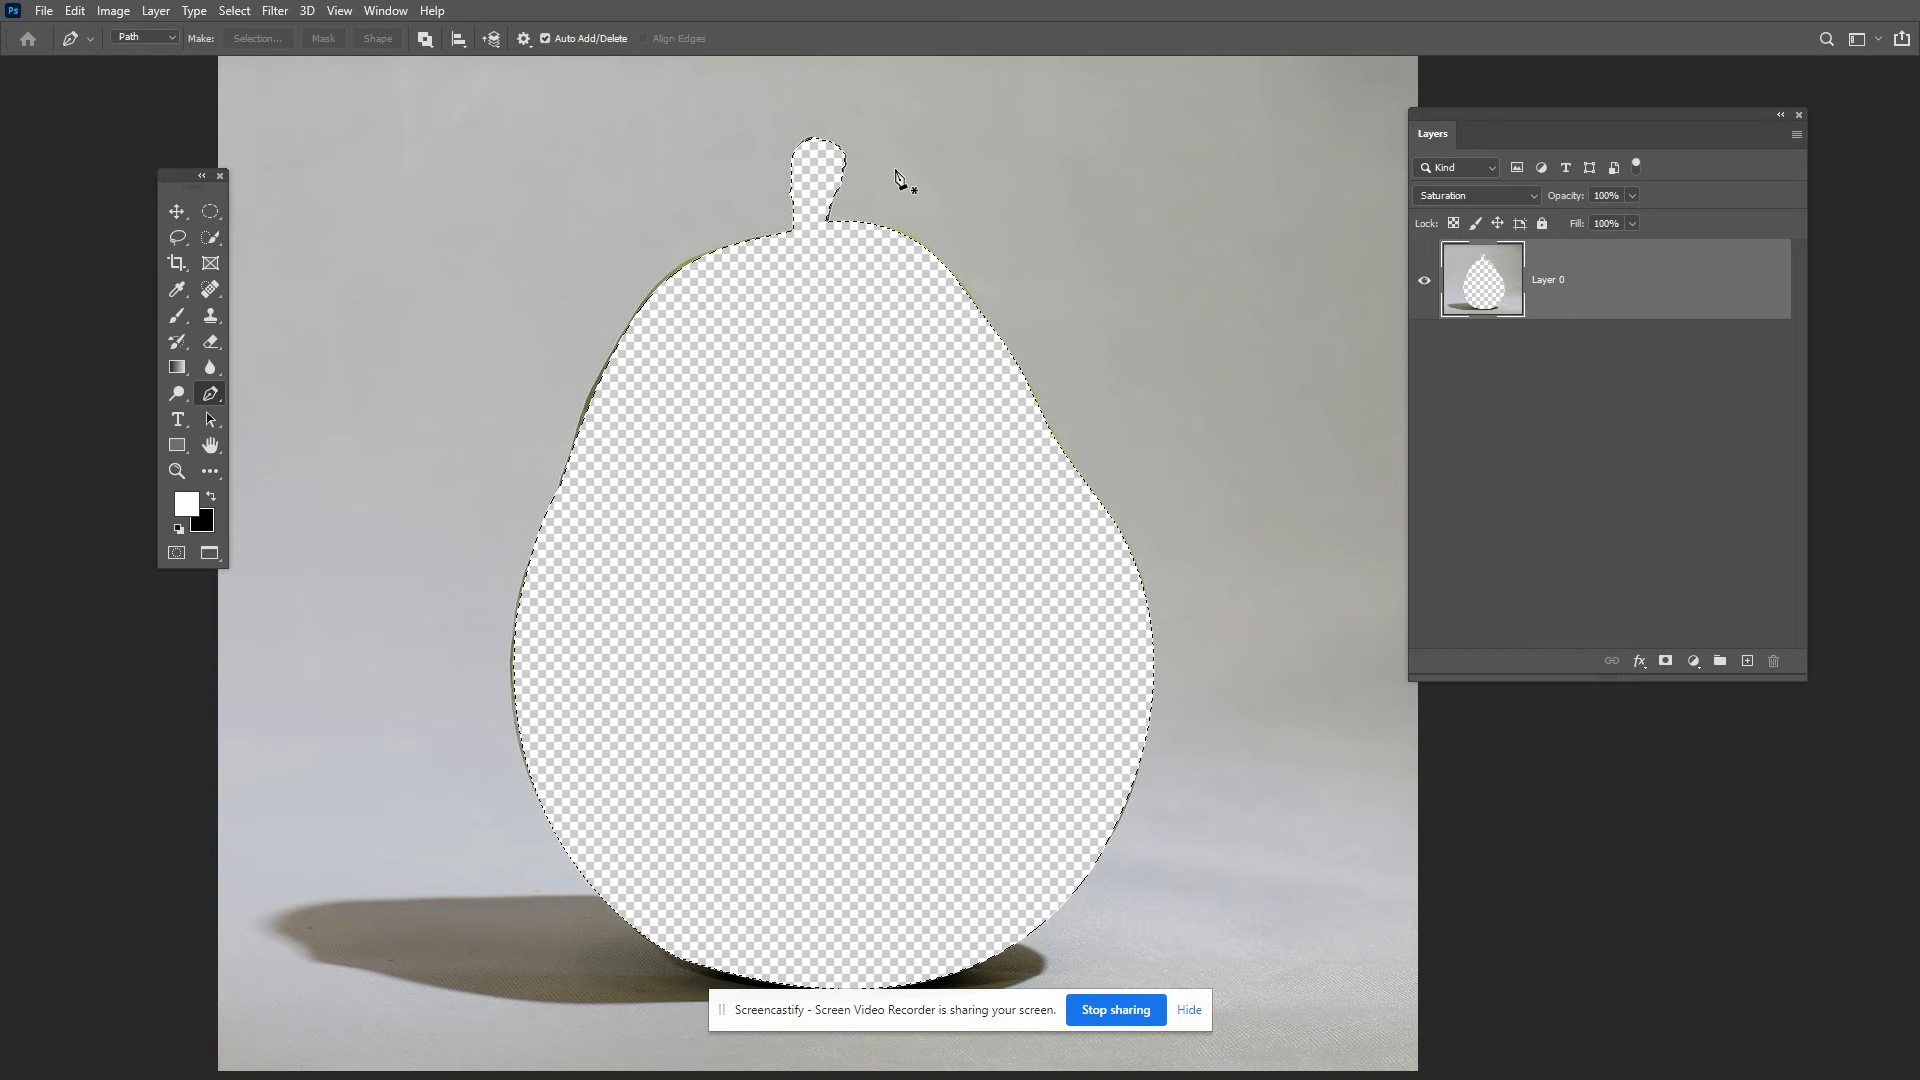 Ps File Edit Image Layer Type Select Filter 3D View Window Help
Path Make: Selection... Mask Shape Auto Add/Delete Align Edges
Layers
Kind
Saturation Opacity: 100%
Lock: Fill: 100%
Layer 0
Screencastify - Screen Video Recorder is sharing your screen. Stop sharing Hide